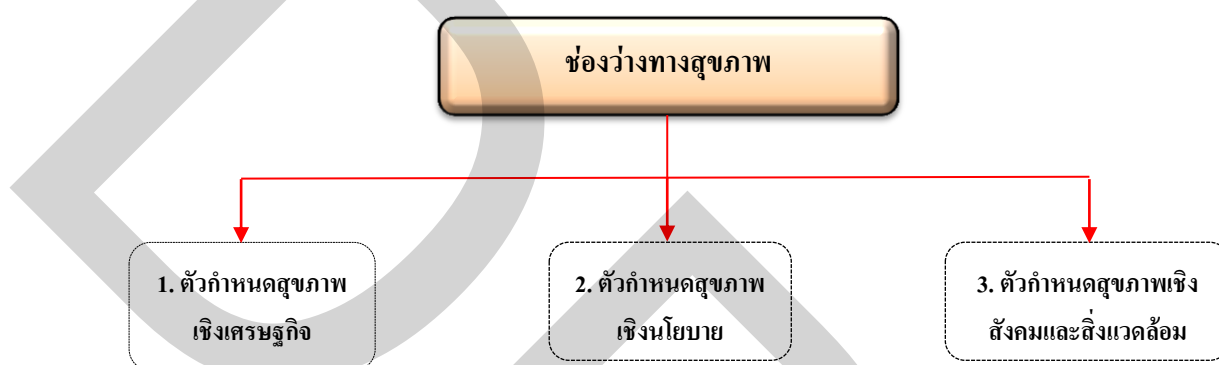 ช่องว่างทางสุขภาพ
1. ตัวกำหนดสุขภาพ
เชิงเศรษฐกิจ
2. ตัวกำหนดสุขภาพ
เชิงนโยบาย
3. ตัวกำหนดสุขภาพเชิง
สังคมและสิ่งแวดล้อม